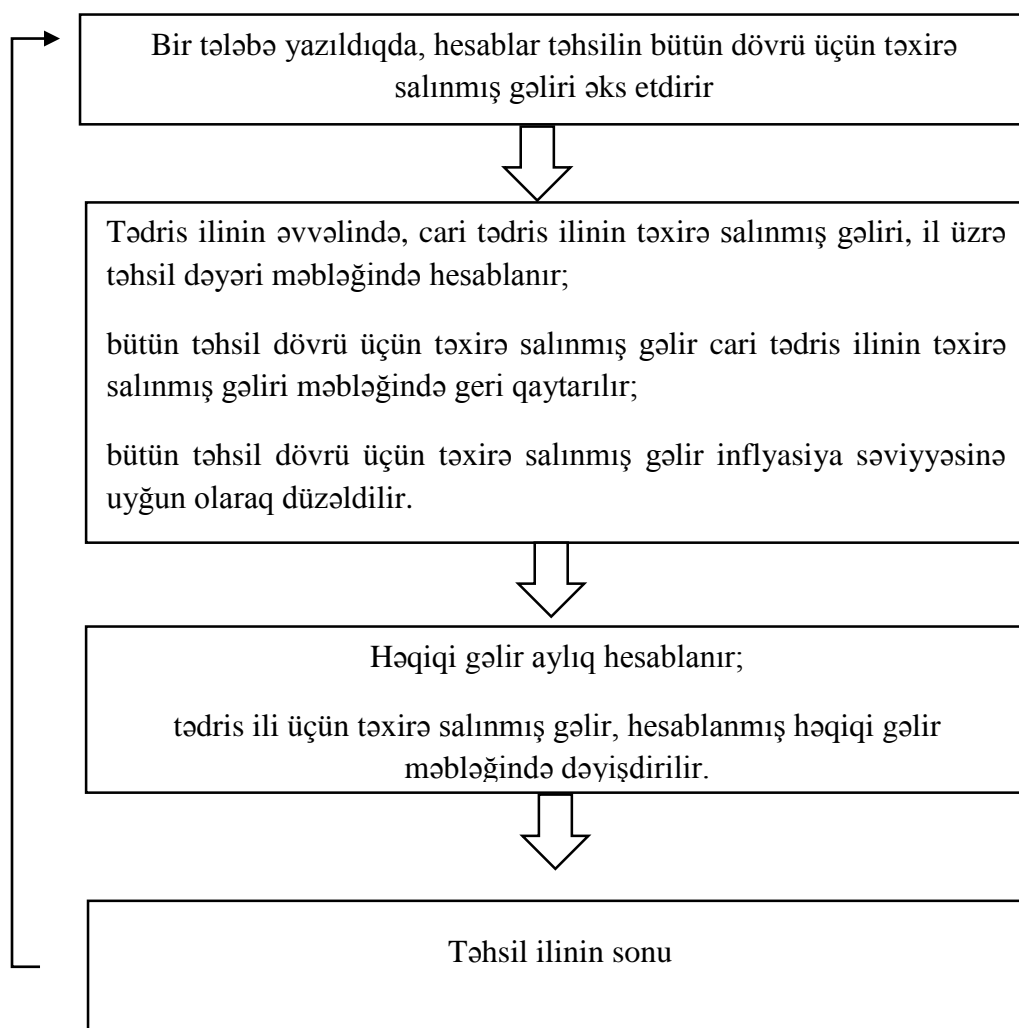 Bir tələbə yazıldıqda, hesablar təhsilin bütün dövrü üçün təxirə
salınmış gəliri əks etdirir
Tədris ilinin əvvəlində, cari tədris ilinin təxirə salınmış gəliri, il üzrə
təhsil dəyəri məbləğində hesablanır;
bütün təhsil dövrü üçün təxirə salınmış gəlir cari tədris ilinin təxirə
salınmış gəliri məbləğində geri qaytarılır;
bütün təhsil dövrü üçün təxirə salınmış gəlir inflyasiya səviyyəsinə
uyğun olaraq düzəldilir.
Həqiqi gəlir aylıq hesablanır;
tədris ili üçün təxirə salınmış gəlir, hesablanmış həqiqi gəlir
məbləğində dəyişdirilir.
Təhsil ilinin sonu